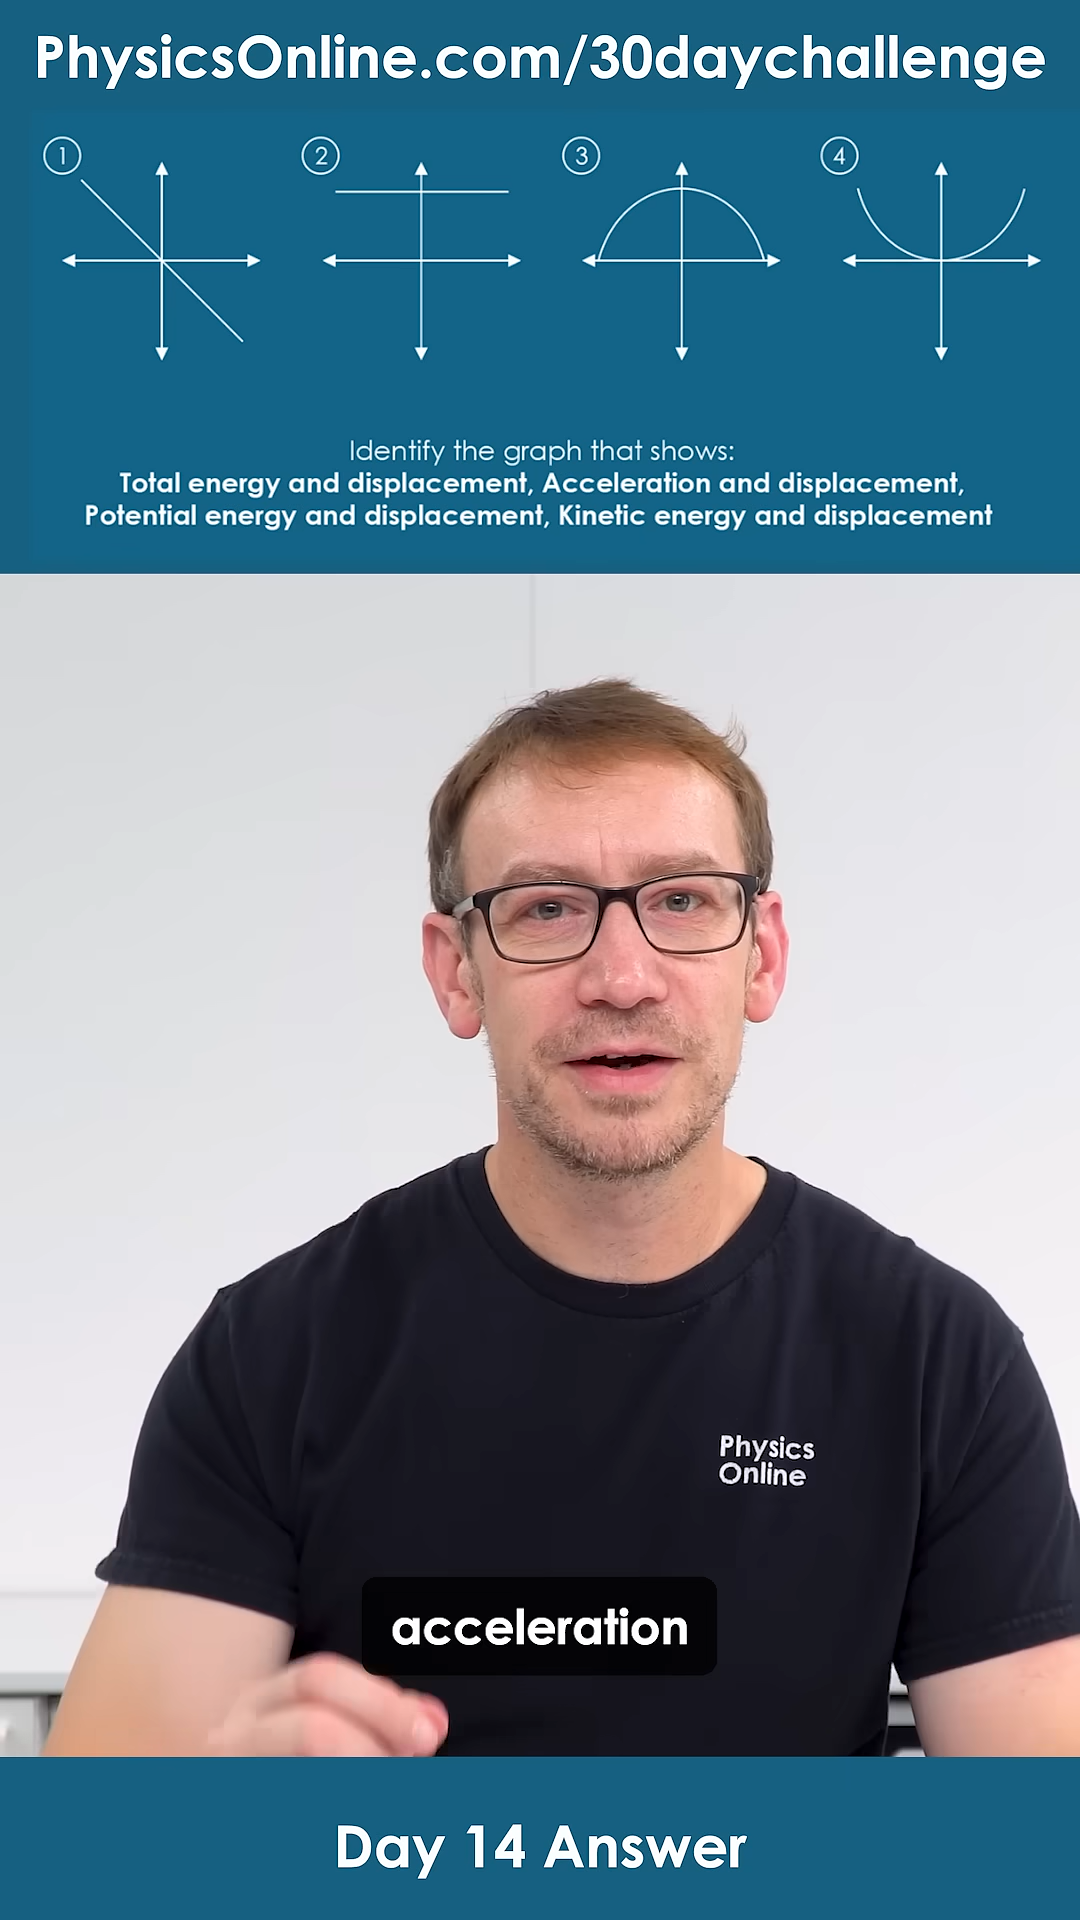 PhysicsOnline.com/30daychallenge
1 2 3 4
Identify the graph that shows:
Total energy and displacement, Acceleration and displacement,
Potential energy and displacement, Kinetic energy and displacement
Physics
Online
acceleration
Day 14 Answer